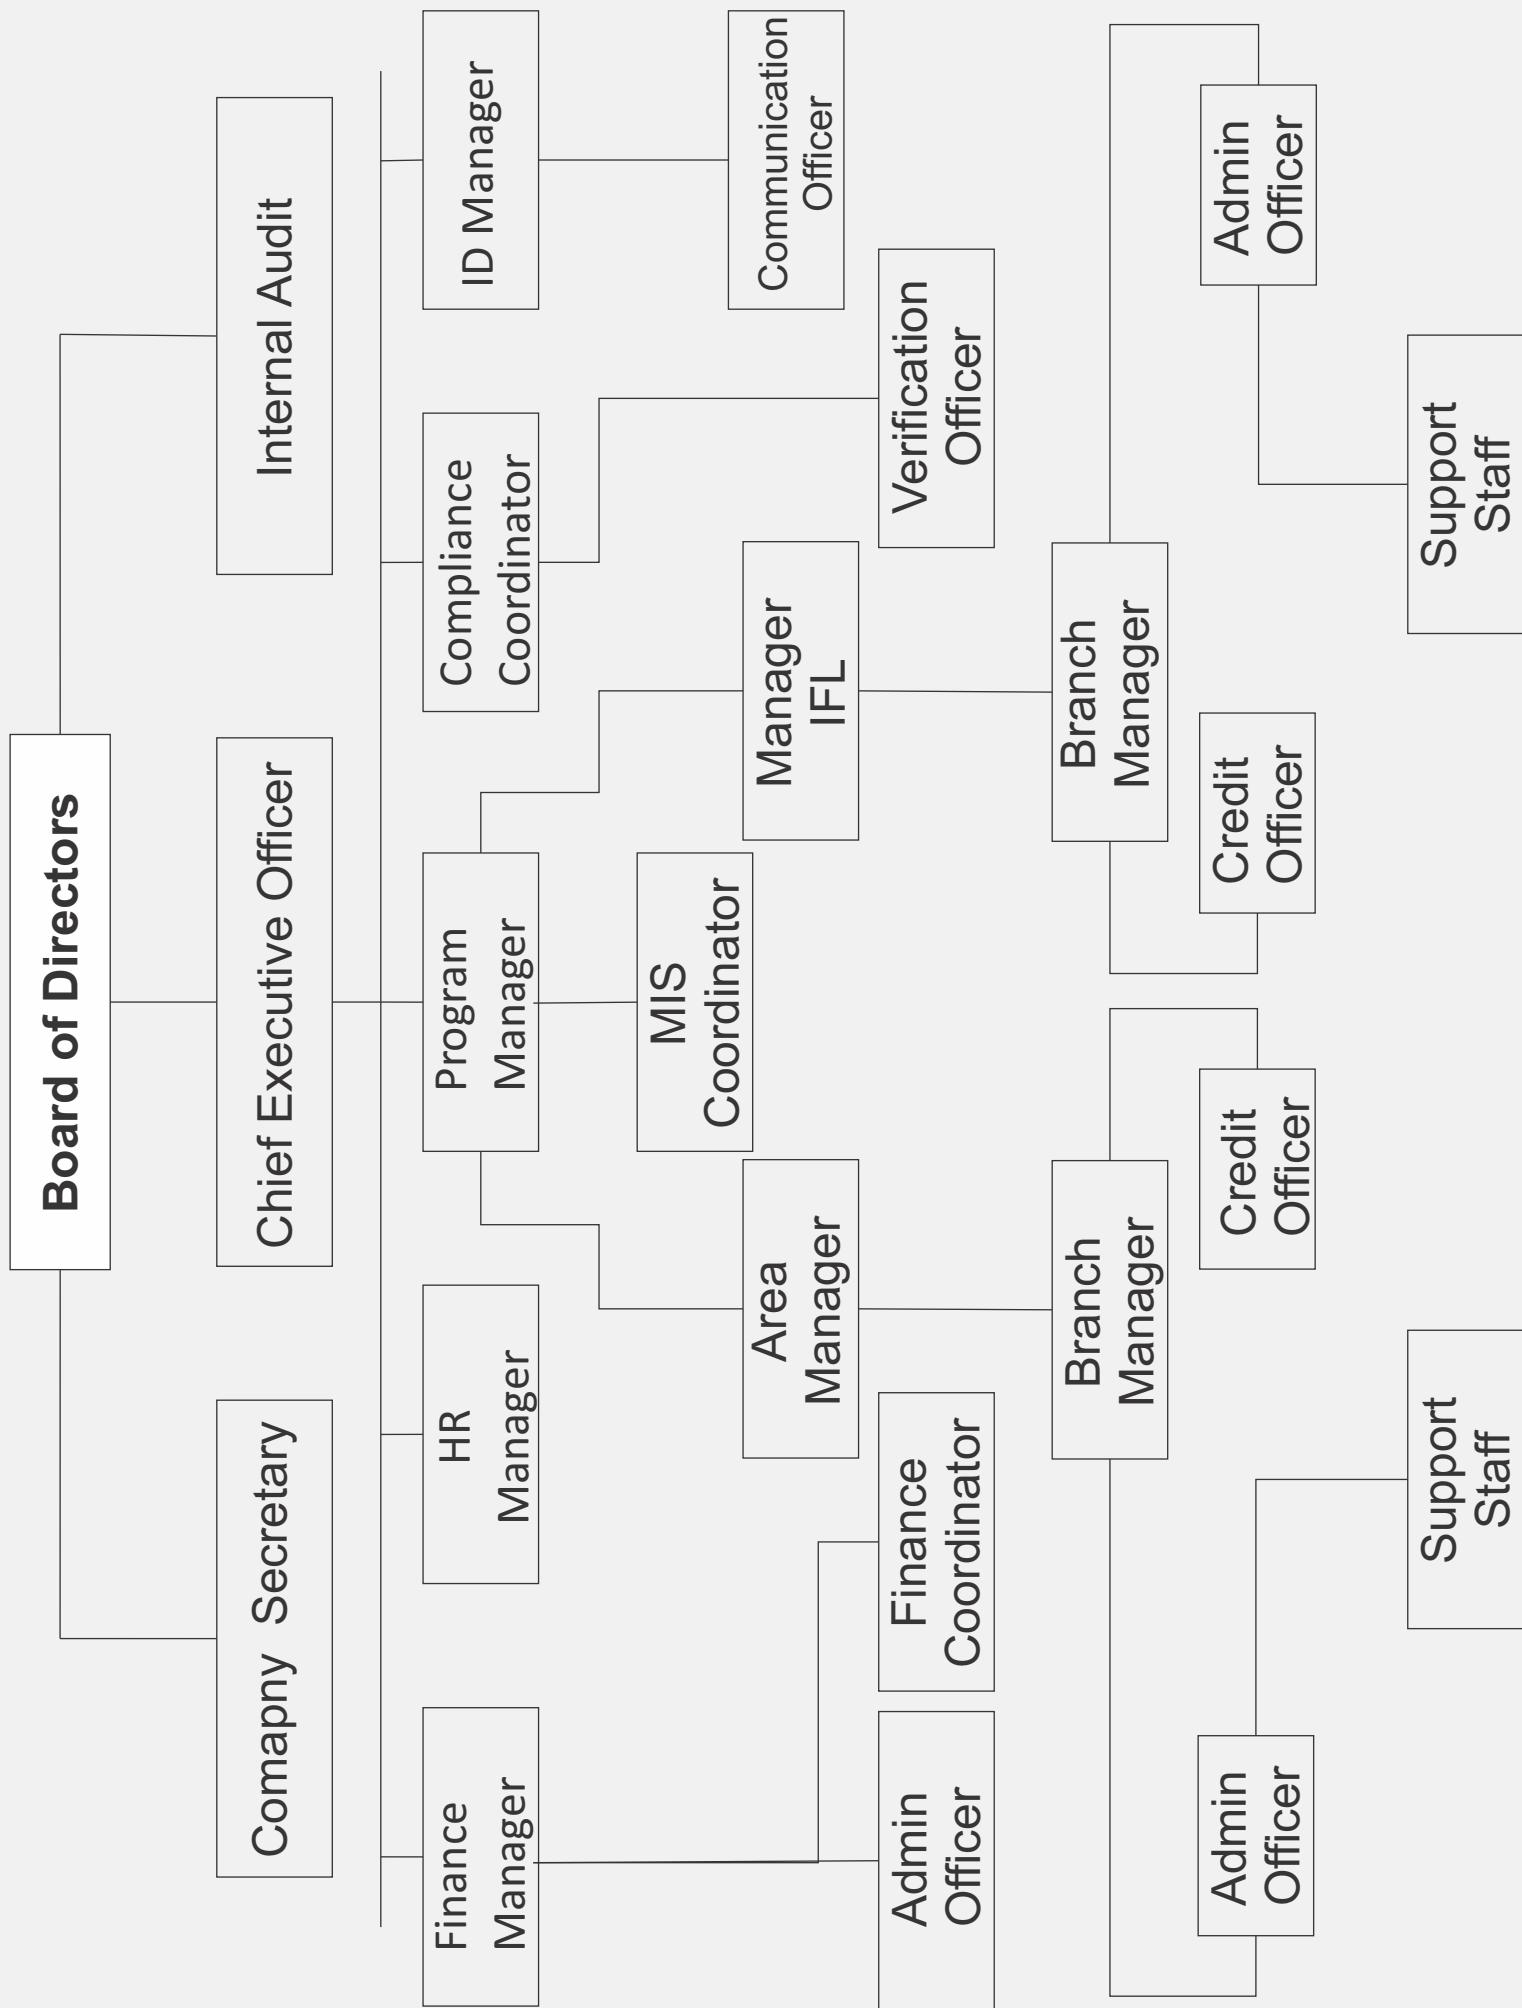 Board of Directors
Comapny Secretary
Chief Executive Officer
Internal Audit
Finance
Manager
HR
Manager
Program
Manager
Compliance
Coordinator
ID Manager
MIS
Coordinator
Communication
Officer
Area
Manager
Manager
IFL
Admin
Officer
Finance
Coordinator
Verification
Officer
Branch
Manager
Branch
Manager
Admin
Officer
Credit
Officer
Credit
Officer
Admin
Officer
Support
Staff
Support
Staff